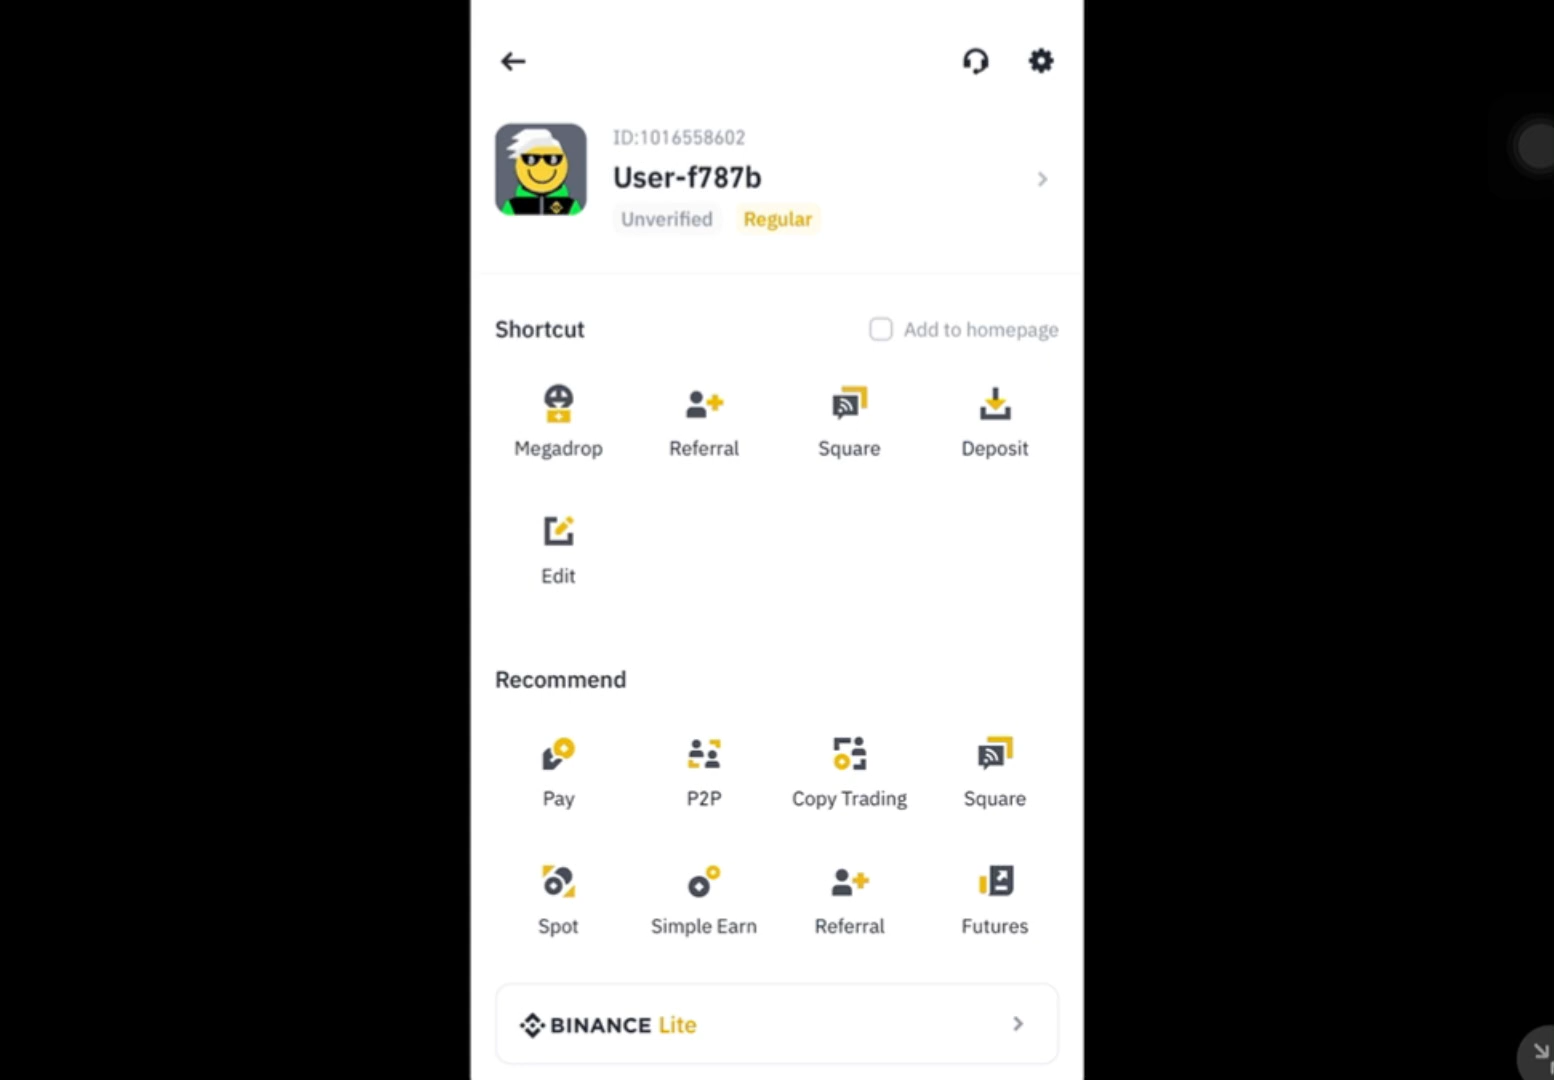 ID:1016558602
User-f787b
Unverified Regular
Shortcut Add to homepage
Megadrop Referral Square Deposit
Edit
Recommend
Pay P2P Copy Trading Square
Spot Simple Earn Referral Futures
BINANCE Lite